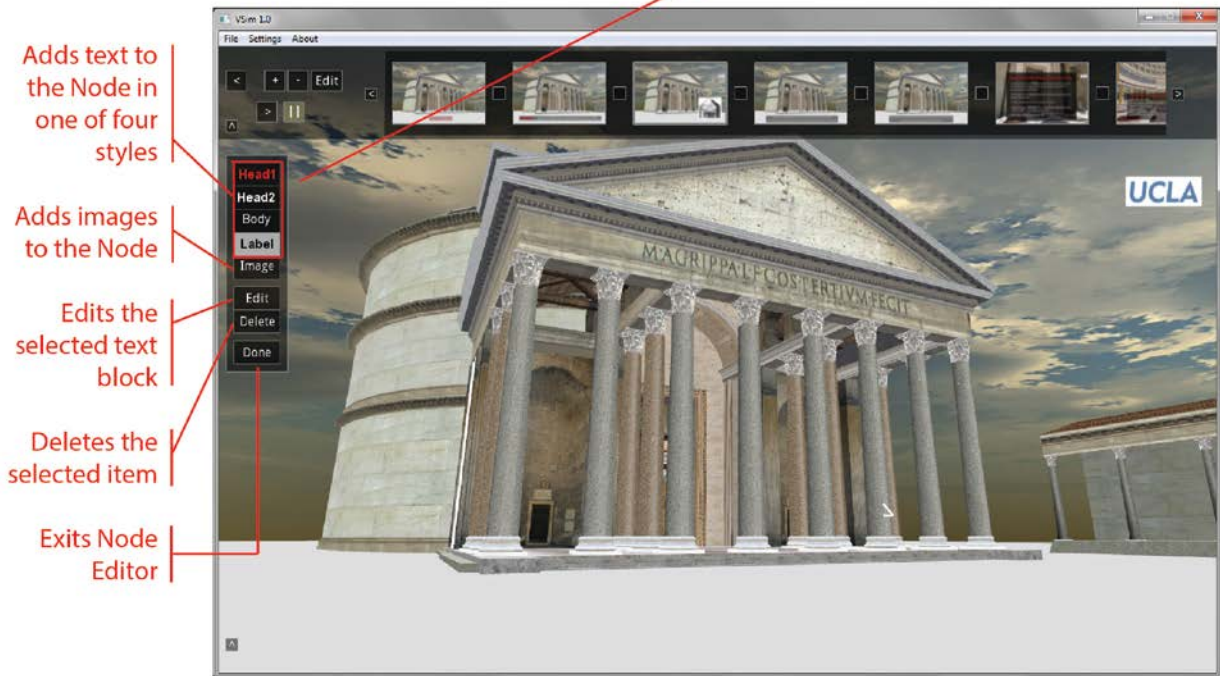 VSim 1.0
File Settings About
Adds text to
the Node in
one of four
styles
Adds images
to the Node
Edits the
selected text
block
Deletes the
selected item
Exits Node
Editor
< + - Edit
> ||
^
<
>
Head1
Head2
Body
Label
Image
Edit
Delete
Done
UCLA
M·AGRIPPA·L·F·COS·TERTIVM·FECIT
^